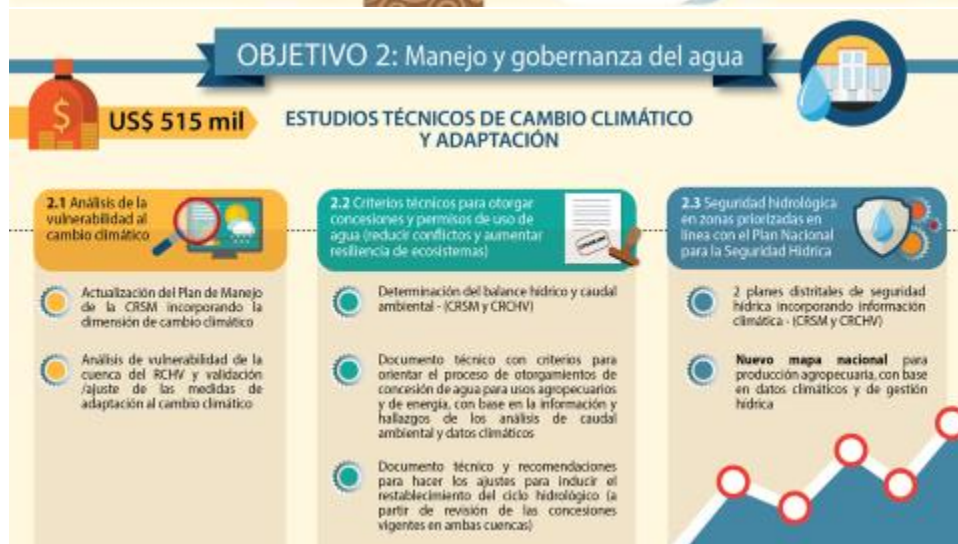 OBJETIVO 2: Manejo y gobernanza del agua
US$ 515 mil
ESTUDIOS TÉCNICOS DE CAMBIO CLIMÁTICO
Y ADAPTACIÓN
2.1 Análisis de la
vulnerabilidad al
cambio climático
Actualización del Plan de Manejo
de la CRSM incorporando la
dimensión de cambio climático
Análisis de vulnerabilidad de la
cuenca del RCHV y validación
/ajuste de las medidas de
adaptación al cambio climático
2.2 Criterios técnicos para otorgar
concesiones y permisos de uso de
agua (reducir conflictos y aumentar
resiliencia de ecosistemas)
Determinación del balance hídrico y caudal
ambiental - (CRSM y CRCHV)
Documento técnico con criterios para
orientar el proceso de otorgamientos de
concesión de agua para usos agropecuarios
y de energía, con base en la información y
hallazgos de los análisis de caudal
ambiental y datos climáticos
Documento técnico y recomendaciones
para hacer los ajustes para inducir el
restablecimiento del ciclo hidrológico (a
partir de revisión de las concesiones
vigentes en ambas cuencas)
2.3 Seguridad hidrológica
en zonas priorizadas en
línea con el Plan Nacional
para la Seguridad Hídrica
2 planes distritales de seguridad
hídrica incorporando información
climática - (CRSM y CRCHV)
Nuevo mapa nacional para
producción agropecuaria, con base
en datos climáticos y de gestión
hídrica